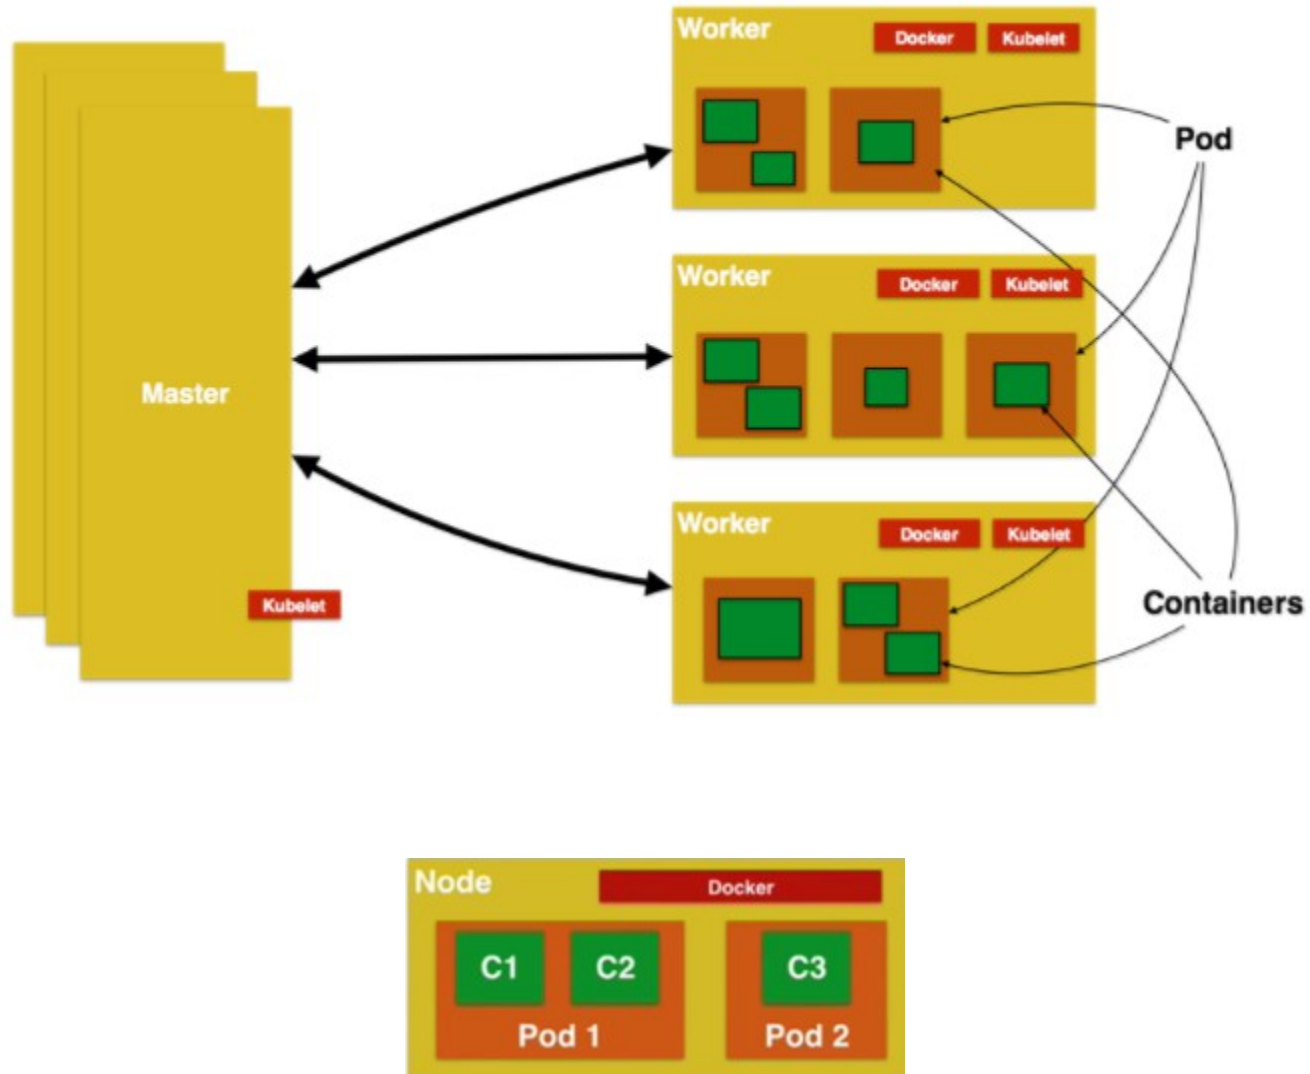 Worker
Docker
Kubelet
Pod
Worker
Docker
Kubelet
Master
Worker
Docker
Kubelet
Kubelet
Containers
Node
Docker
C1
C2
C3
Pod 1
Pod 2